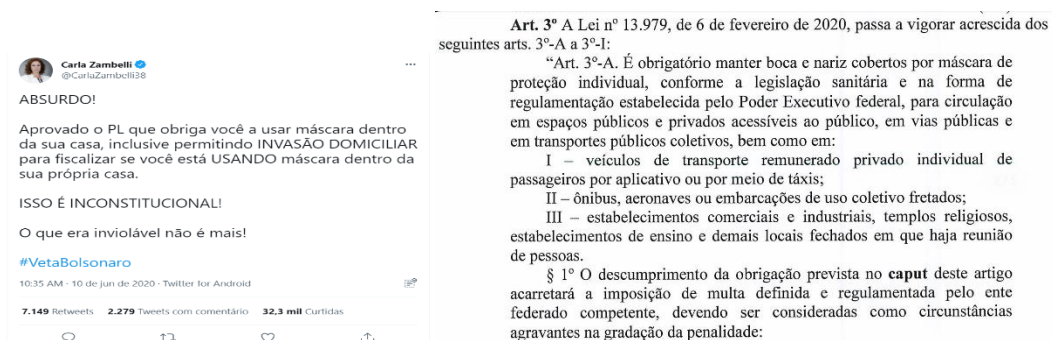 Carla Zambelli
@CarlaZambelli38
ABSURDO!
Aprovado o PL que obriga você a usar máscara dentro
da sua casa, inclusive permitindo INVASÃO DOMICILIAR
para fiscalizar se você está USANDO máscara dentro da
sua própria casa.
ISSO É INCONSTITUCIONAL!
O que era inviolável não é mais!
#VetaBolsonaro
10:35 AM · 10 de jun de 2020 · Twitter for Android
7.149 Retweets 2.279 Tweets com comentário 32,3 mil Curtidas
Art. 3º A Lei nº 13.979, de 6 de fevereiro de 2020, passa a vigorar acrescida dos
seguintes arts. 3º-A a 3º-I:
“Art. 3º-A. É obrigatório manter boca e nariz cobertos por máscara de
proteção individual, conforme a legislação sanitária e na forma de
regulamentação estabelecida pelo Poder Executivo federal, para circulação
em espaços públicos e privados acessíveis ao público, em vias públicas e
em transportes públicos coletivos, bem como em:
I – veículos de transporte remunerado privado individual de
passageiros por aplicativo ou por meio de táxis;
II – ônibus, aeronaves ou embarcações de uso coletivo fretados;
III – estabelecimentos comerciais e industriais, templos religiosos,
estabelecimentos de ensino e demais locais fechados em que haja reunião
de pessoas.
§ 1º O descumprimento da obrigação prevista no caput deste artigo
acarretará a imposição de multa definida e regulamentada pelo ente
federado competente, devendo ser consideradas como circunstâncias
agravantes na gradação da penalidade: